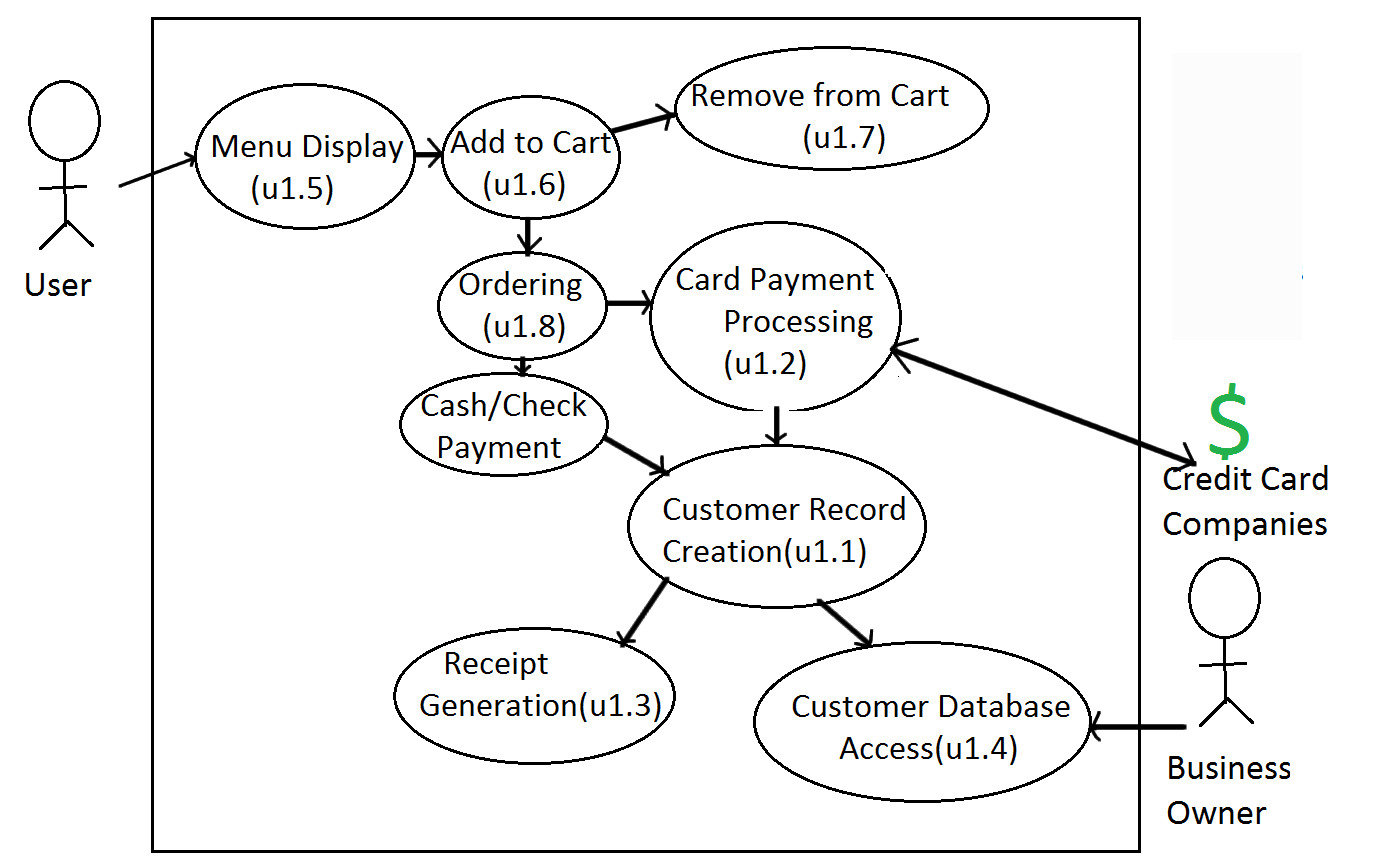 User
Menu Display
(u1.5)
Add to Cart
(u1.6)
Remove from Cart
(u1.7)
Ordering
(u1.8)
Card Payment
Processing
(u1.2)
Cash/Check
Payment
$
Credit Card
Companies
Customer Record
Creation(u1.1)
Receipt
Generation(u1.3)
Customer Database
Access(u1.4)
Business
Owner